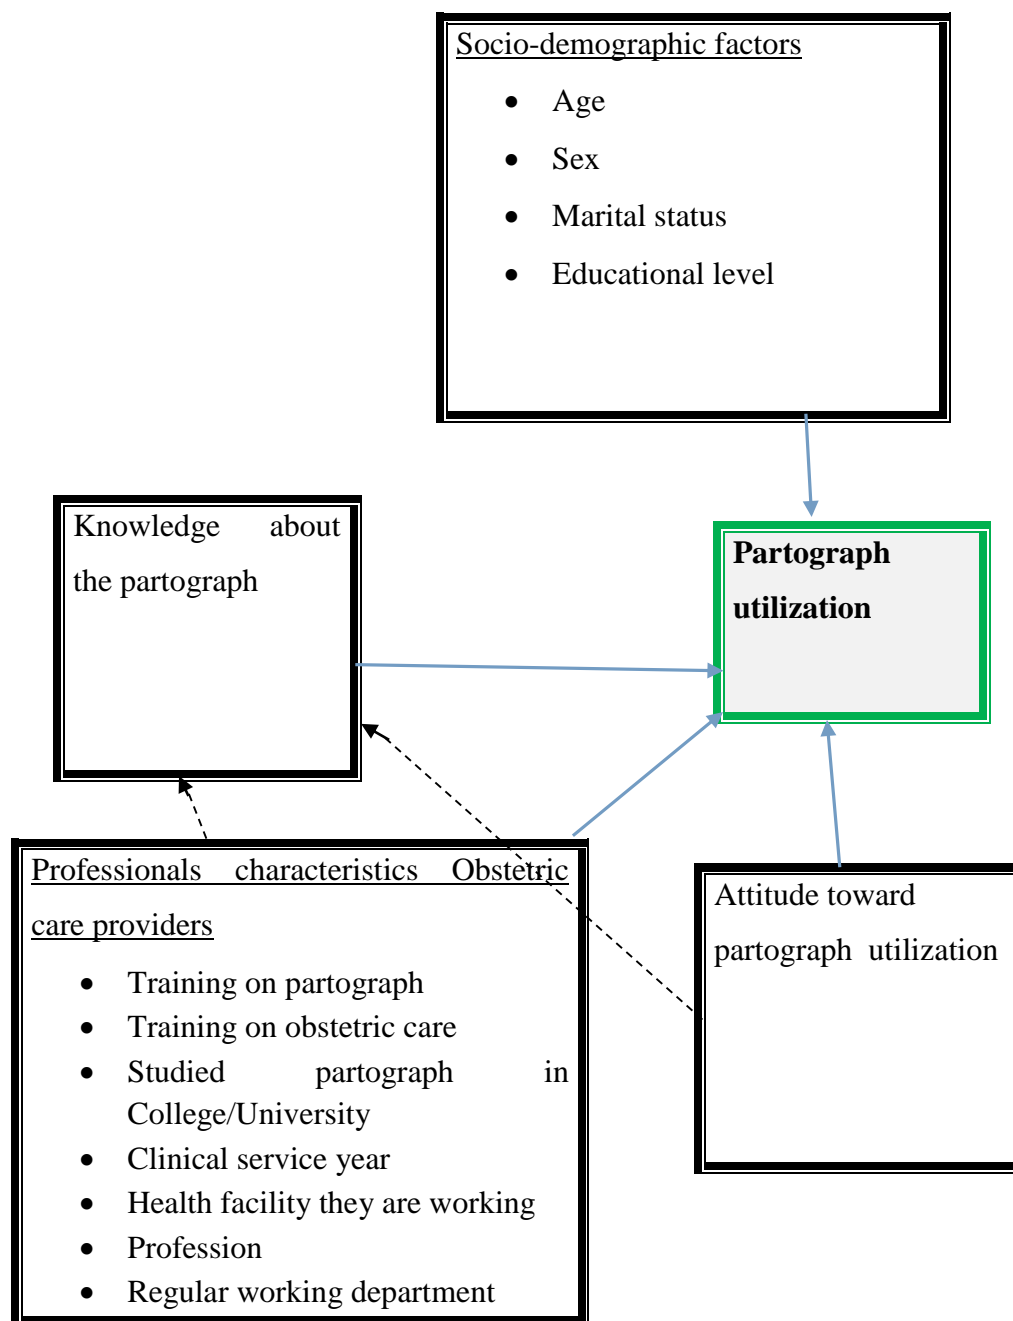 Socio-demographic factors
• Age
• Sex
• Marital status
• Educational level
Knowledge about
the partograph
Partograph
utilization
Professionals characteristics Obstetric
care providers
• Training on partograph
• Training on obstetric care
• Studied partograph in
College/University
• Clinical service year
• Health facility they are working
• Profession
• Regular working department
Attitude toward
partograph utilization